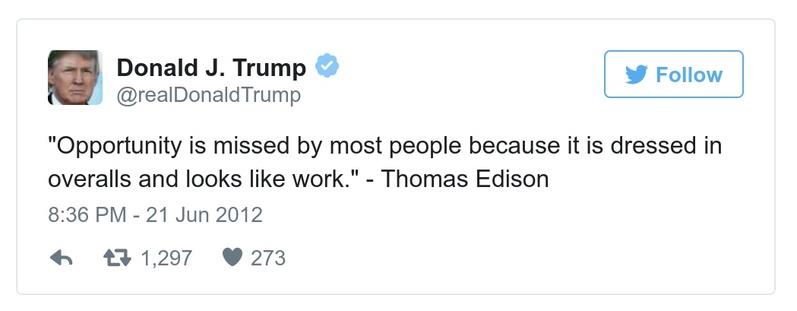 Donald J. Trump
@realDonaldTrump
Follow
"Opportunity is missed by most people because it is dressed in
overalls and looks like work." - Thomas Edison
8:36 PM - 21 Jun 2012
1,297 273